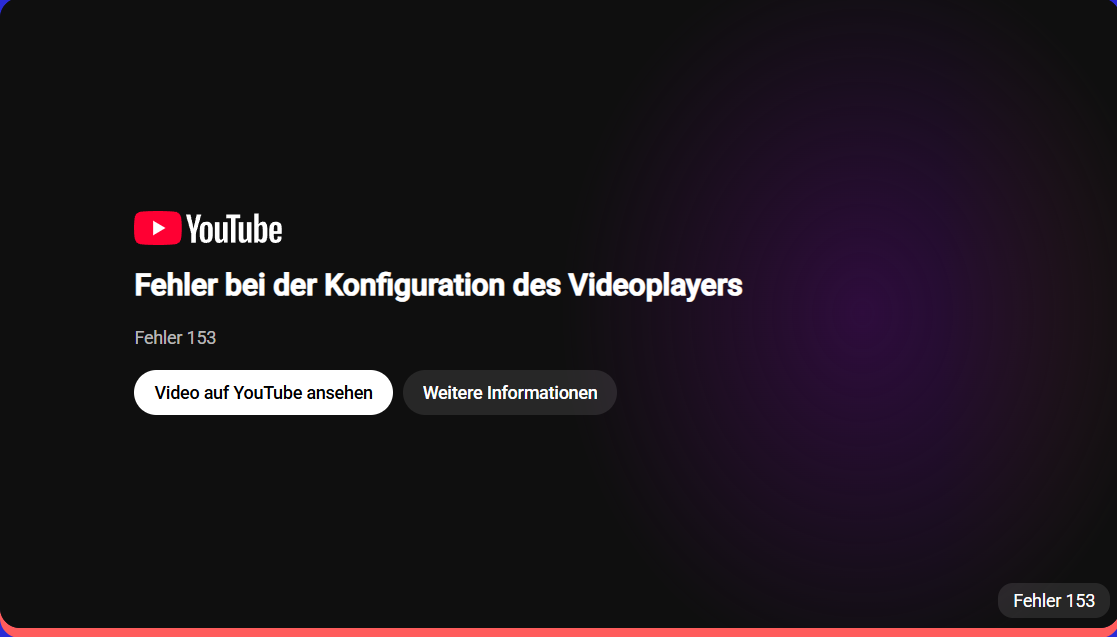 YouTube
Fehler bei der Konfiguration des Videoplayers
Fehler 153
Video auf YouTube ansehen
Weitere Informationen
Fehler 153